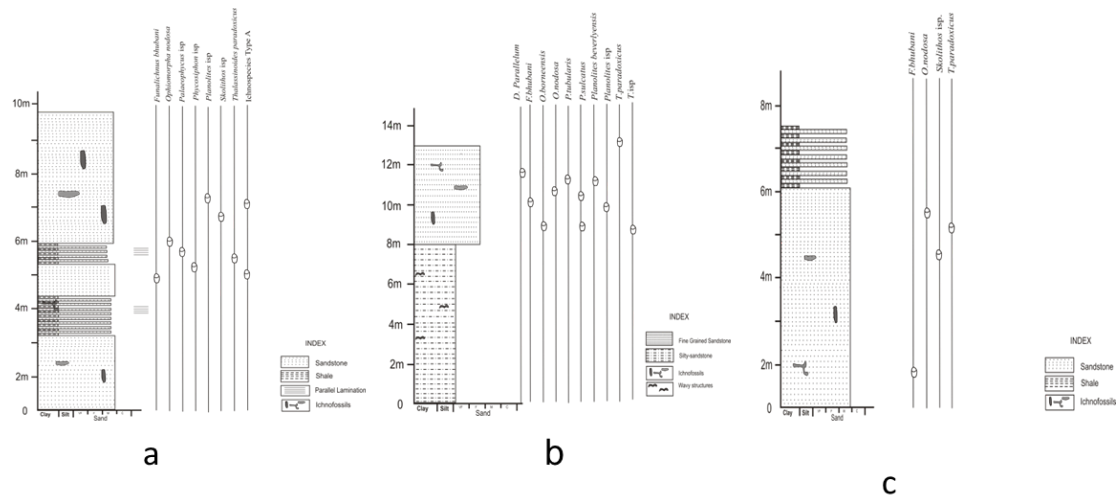 Funalichnus bhubani
Ophiomorpha nodosa
Palaeophycus isp
Phycosiphon isp
Planolites isp
Skolithos isp
Thalassinoides paradoxicus
Ichnospecies Type A
10m
8m
6m
4m
2m
0
Clay
Silt
Sand
INDEX
Sandstone
Shale
Parallel Lamination
Ichnofossils
a
D. Parallelum
F.bhubani
O.borneensis
O.nodosa
P.tubularis
P.sulcatus
Planolites beverlyensis
Planolites isp
T.paradoxicus
T.isp
14m
12m
10m
8m
6m
4m
2m
0
Clay
Silt
Sand
INDEX
Fine Grained Sandstone
Silty-sandstone
Ichnofossils
Wavy structures
b
F.bhubani
O.nodosa
Skolithos isp.
T.paradoxicus
8m
6m
4m
2m
0
Clay
Silt
Sand
INDEX
Sandstone
Shale
Ichnofossils
c